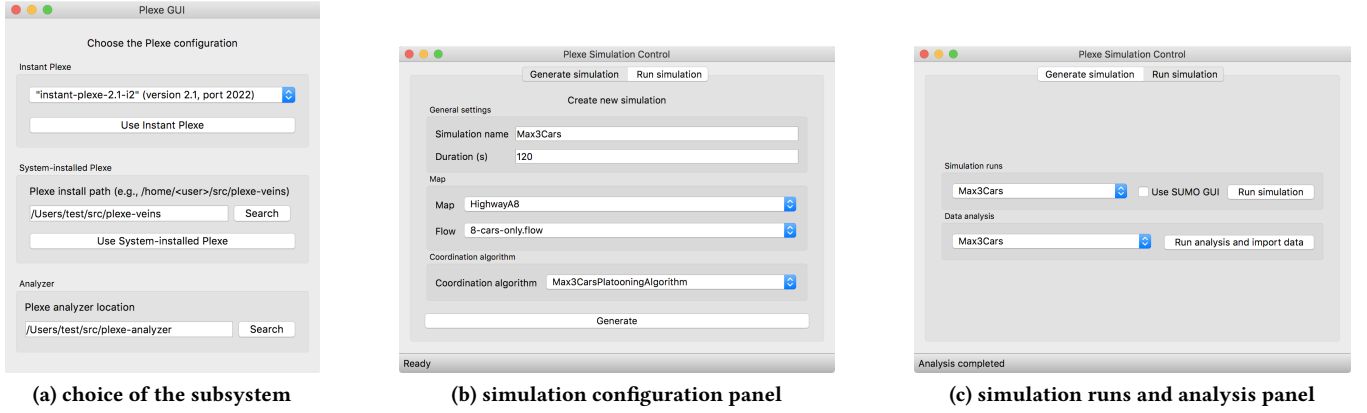 Plexe GUI
Choose the Plexe configuration
Instant Plexe
"instant-plexe-2.1-i2" (version 2.1, port 2022)
Use Instant Plexe
System-installed Plexe
Plexe install path (e.g., /home/<user>/src/plexe-veins)
/Users/test/src/plexe-veins Search
Use System-installed Plexe
Analyzer
Plexe analyzer location
/Users/test/src/plexe-analyzer Search
(a) choice of the subsystem
Plexe Simulation Control
Generate simulation Run simulation
Create new simulation
General settings
Simulation name Max3Cars
Duration (s) 120
Map
Map HighwayA8
Flow 8-cars-only.flow
Coordination algorithm
Coordination algorithm Max3CarsPlatooningAlgorithm
Generate
Ready
(b) simulation configuration panel
Plexe Simulation Control
Generate simulation Run simulation
Simulation runs
Max3Cars Use SUMO GUI Run simulation
Data analysis
Max3Cars Run analysis and import data
Analysis completed
(c) simulation runs and analysis panel